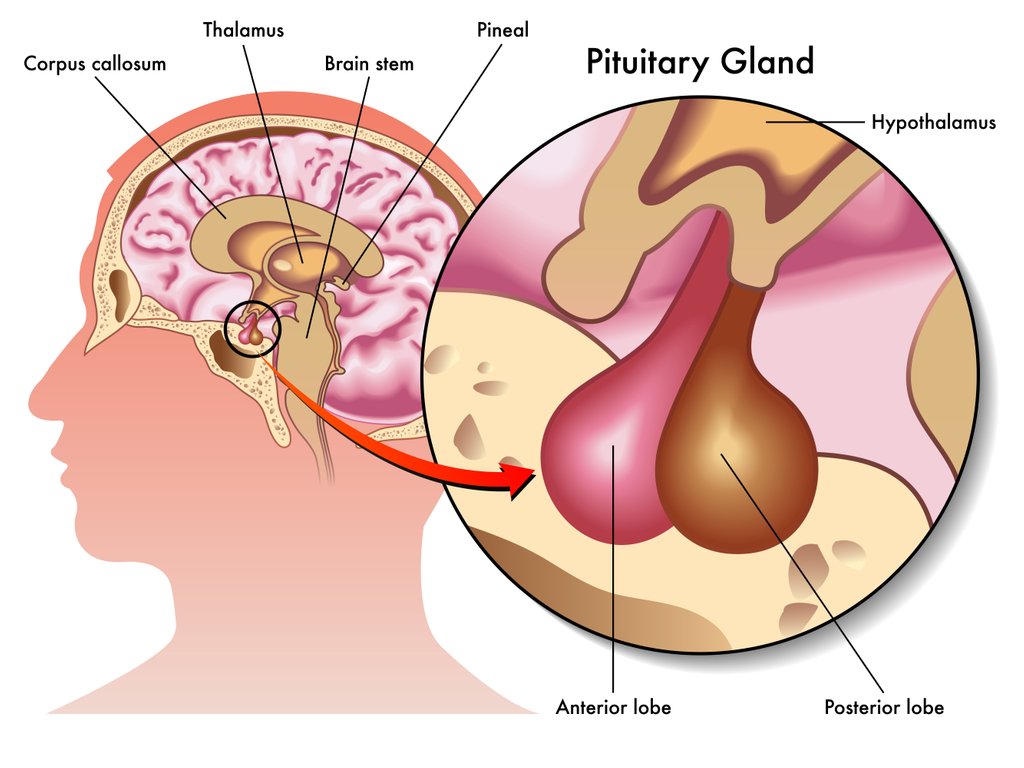 Thalamus
Pineal
Corpus callosum
Brain stem
Pituitary Gland
Hypothalamus
Anterior lobe
Posterior lobe